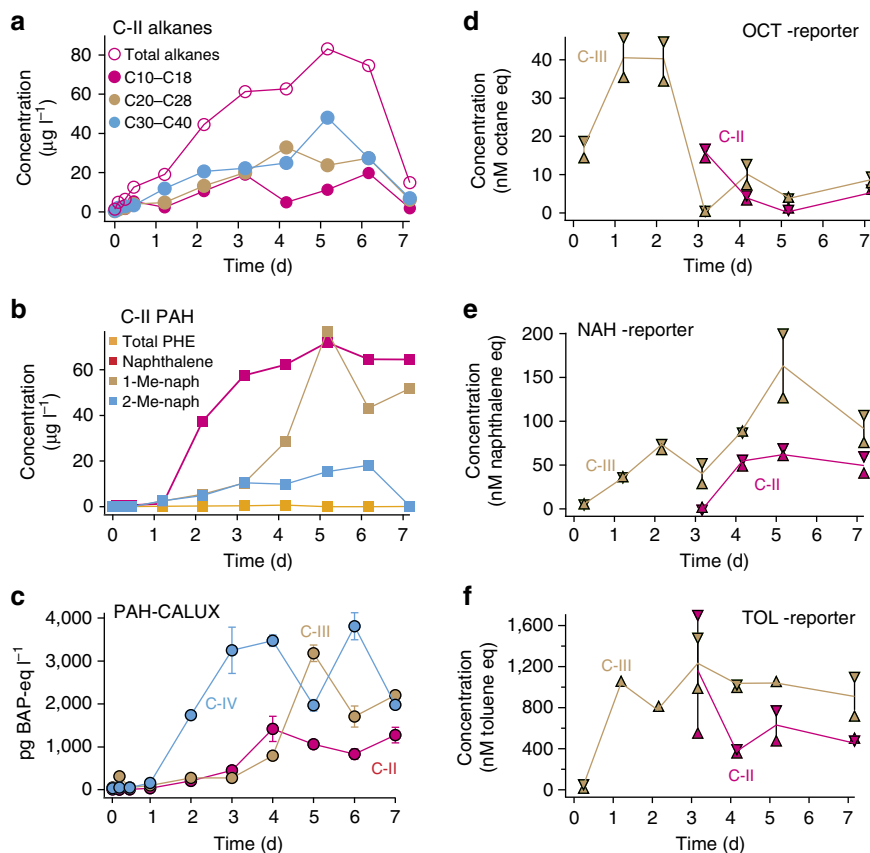 a
C-II alkanes
Total alkanes
C10–C18
C20–C28
C30–C40
Concentration
(µg l⁻¹)
80
60
40
20
0
0 1 2 3 4 5 6 7
Time (d)
b
C-II PAH
Total PHE
Naphthalene
1-Me-naph
2-Me-naph
Concentration
(µg l⁻¹)
60
40
20
0
0 1 2 3 4 5 6 7
Time (d)
c
PAH-CALUX
C-III
C-IV
C-II
pg BAP-eq l⁻¹
4,000
3,000
2,000
1,000
0
0 1 2 3 4 5 6 7
Time (d)
d
OCT -reporter
C-III
C-II
Concentration
(nM octane eq)
40
30
20
10
0
0 1 2 3 4 5 6 7
Time (d)
e
NAH -reporter
C-III
C-II
Concentration
(nM naphthalene eq)
200
150
100
50
0
0 1 2 3 4 5 6 7
Time (d)
f
TOL -reporter
C-III
C-II
Concentration
(nM toluene eq)
1,600
1,200
800
400
0
0 1 2 3 4 5 6 7
Time (d)